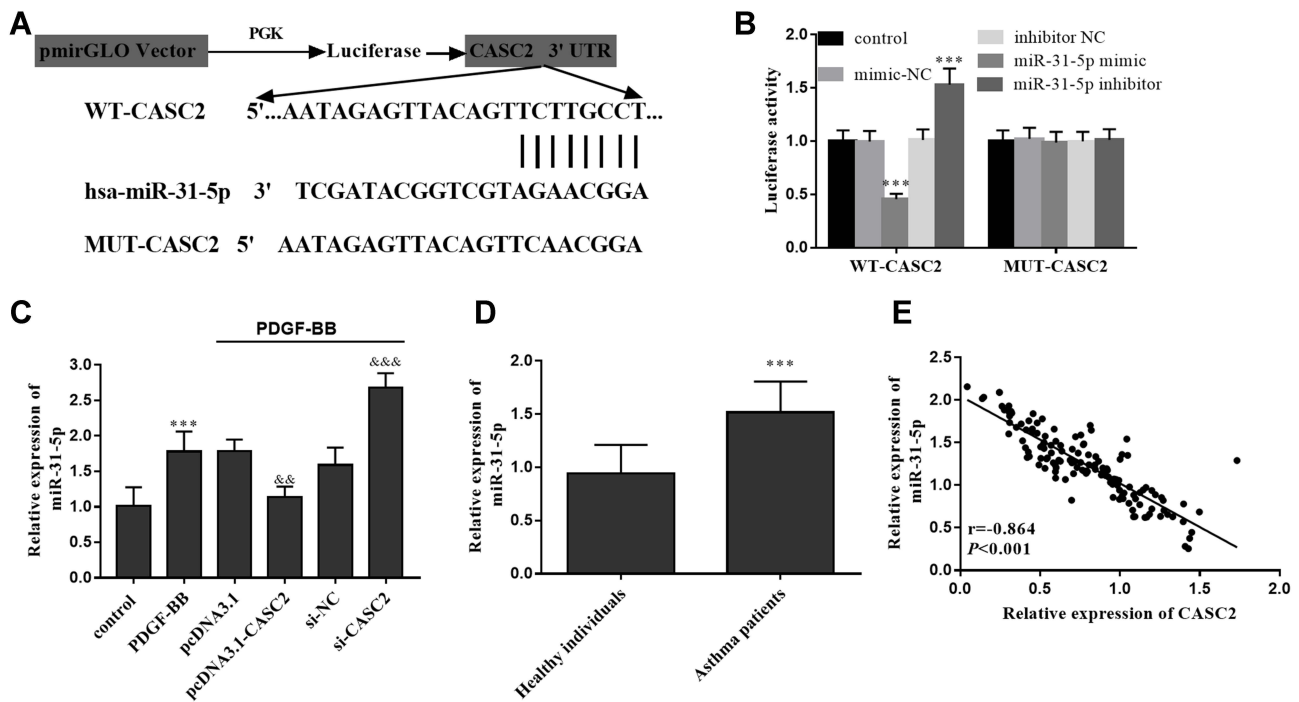 A
PGK
pmirGLO Vector
Luciferase
CASC2 3' UTR
WT-CASC2 5'...AATAGAGTTACAGTTCTTGCCT...
hsa-miR-31-5p 3' TCGATACGGTCGTAGAACGGA
MUT-CASC2 5' AATAGAGTTACAGTTCAACGGA
B
control
mimic-NC
inhibitor NC
miR-31-5p mimic
miR-31-5p inhibitor
Luciferase activity
2.0
1.5
1.0
0.5
0.0
***
***
WT-CASC2
MUT-CASC2
C
PDGF-BB
Relative expression of
miR-31-5p
3.0
2.5
2.0
1.5
1.0
0.5
0.0
***
&&
&&&
control
PDGF-BB
pcDNA3.1
pcDNA3.1-CASC2
si-NC
si-CASC2
D
Relative expression of
miR-31-5p
2.0
1.5
1.0
0.5
0.0
***
Healthy individuals
Asthma patients
E
Relative expression of
miR-31-5p
2.5
2.0
1.5
1.0
0.5
0.0
r=-0.864
P<0.001
0.0
0.5
1.0
1.5
2.0
Relative expression of CASC2